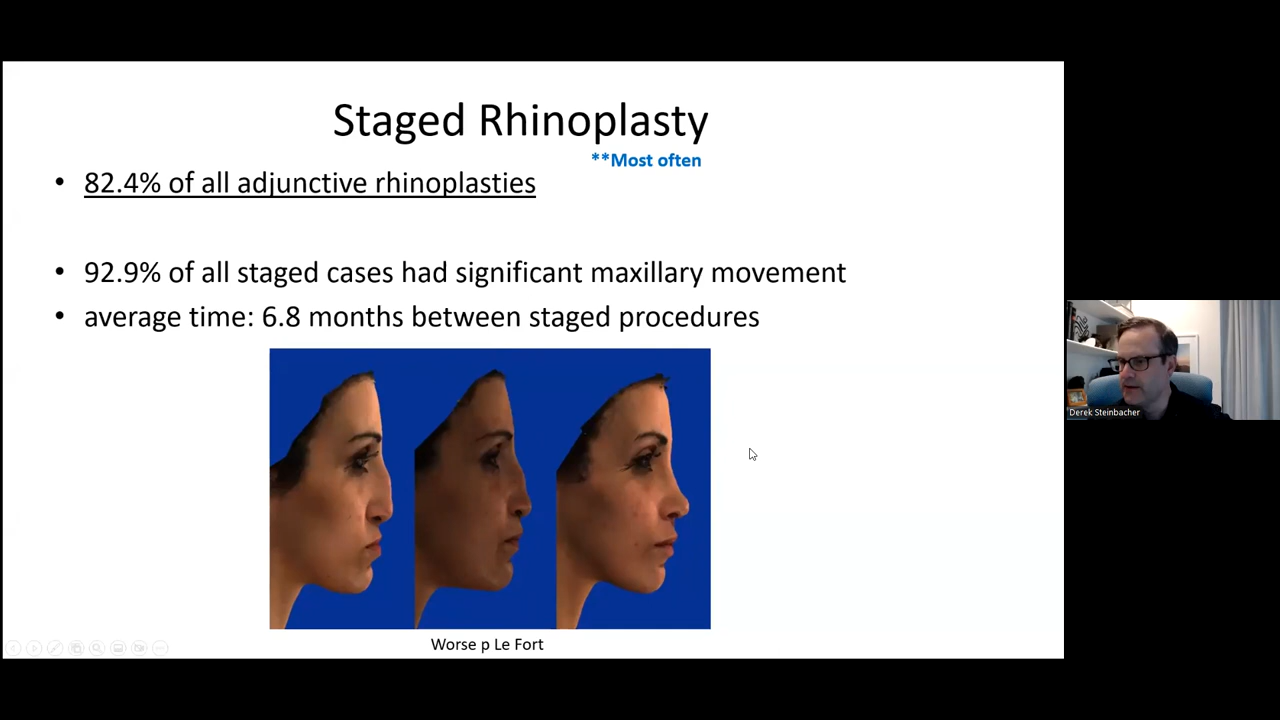 Staged Rhinoplasty
**Most often
• 82.4% of all adjunctive rhinoplasties
• 92.9% of all staged cases had significant maxillary movement
• average time: 6.8 months between staged procedures
Worse p Le Fort
Derek Steinbacher